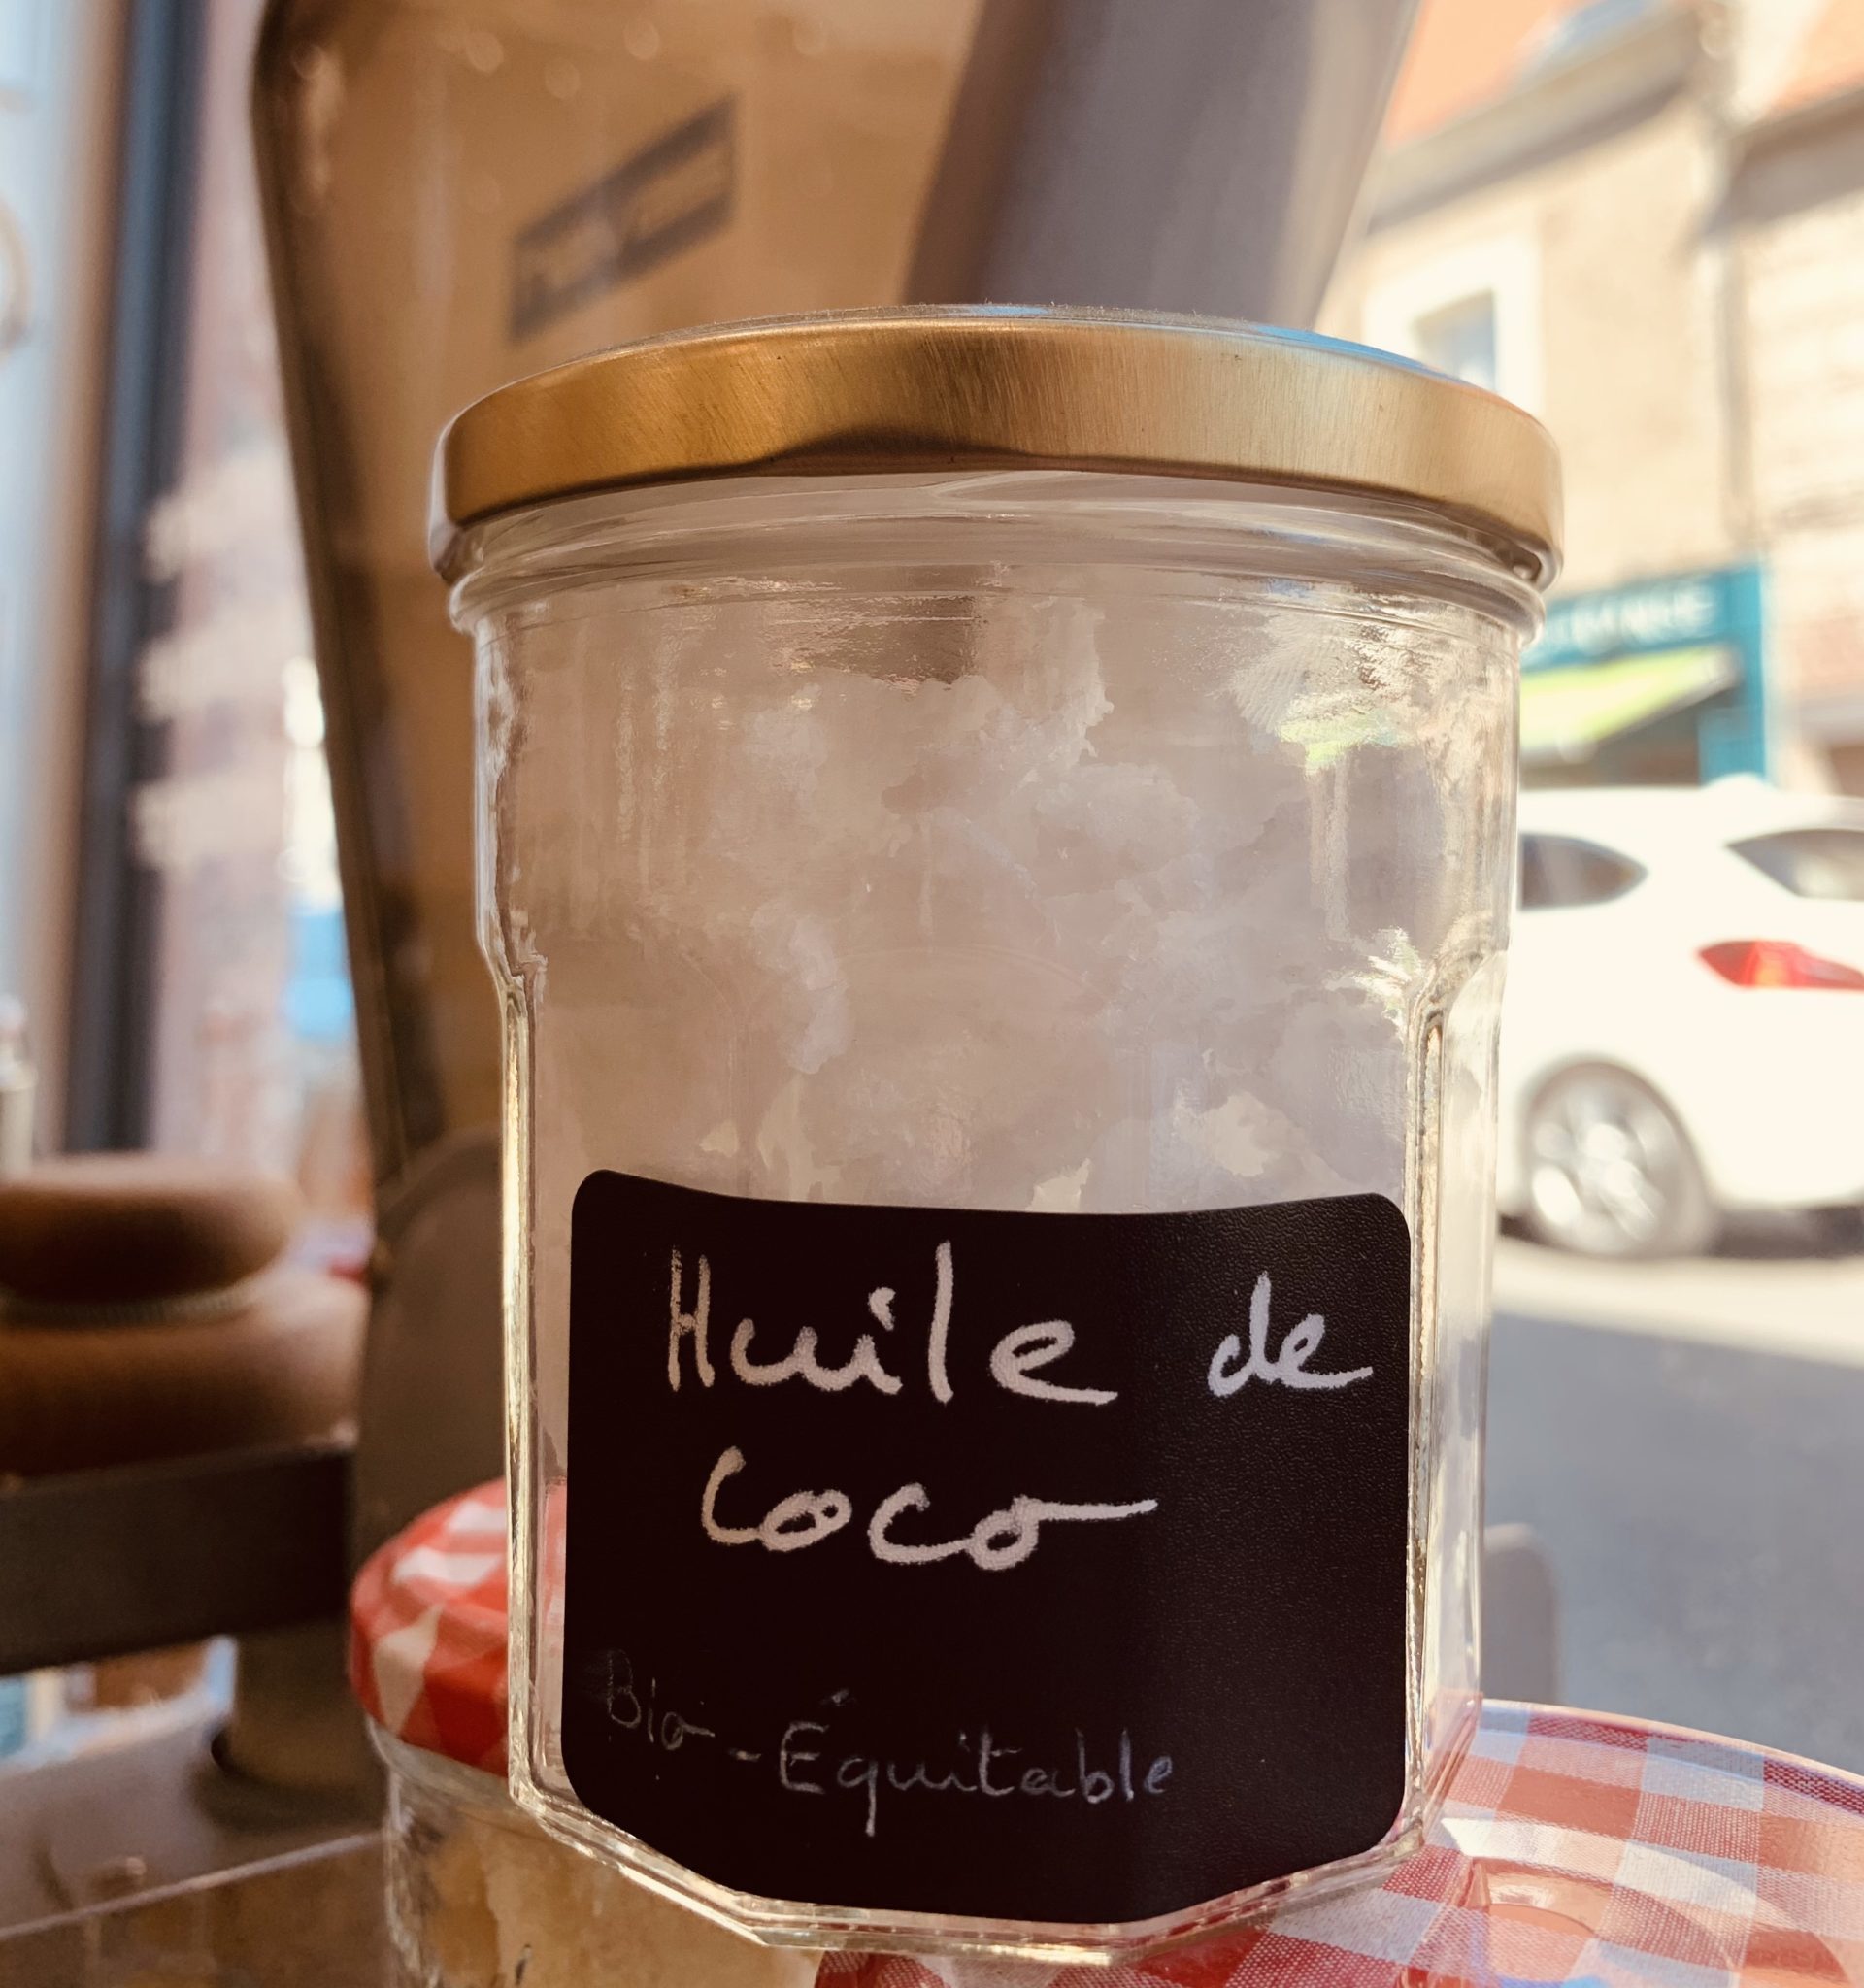 Huile de
Coco
Bio - Équitable